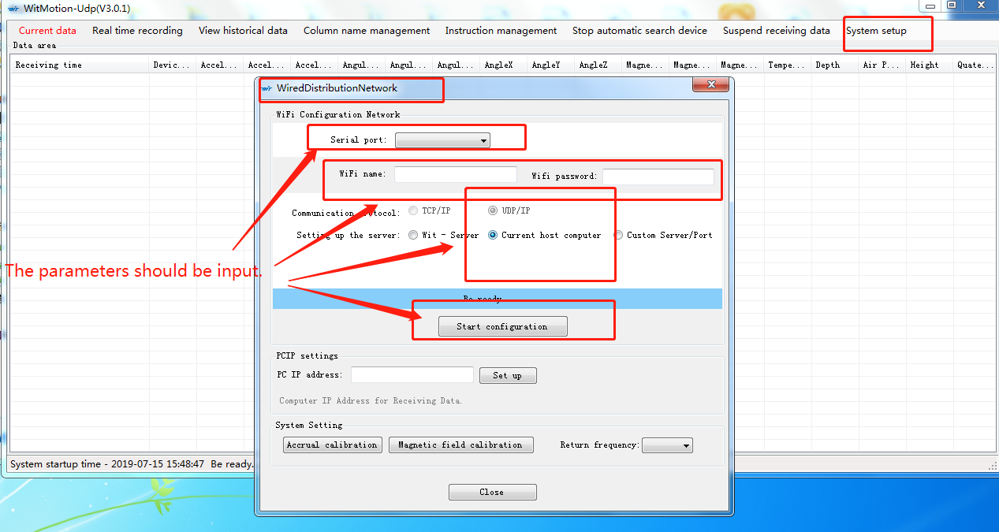 WitMotion-Udp(V3.0.1)
Current data Real time recording View historical data Column name management Instruction management Stop automatic search device Suspend receiving data System setup
Data area
Receiving time Devic... Accel... Accel... Accel... Angul... Angul... Angul... AngleX AngleY AngleZ Magne... Magne... Magne... Tempe... Depth Air P... Height Quate...
WiredDistributionNetwork
WiFi Configuration Network
Serial port:
WiFi name: Wifi password:
Communication protocol: TCP/IP UDP/IP
Setting up the server: Wit - Server Current host computer Custom Server/Port
The parameters should be input.
Be ready
Start configuration
PCIP settings
PC IP address: Set up
Computer IP Address for Receiving Data.
System Setting
Accrual calibration Magnetic field calibration Return frequency:
System startup time - 2019-07-15 15:48:47 Be ready.
Close